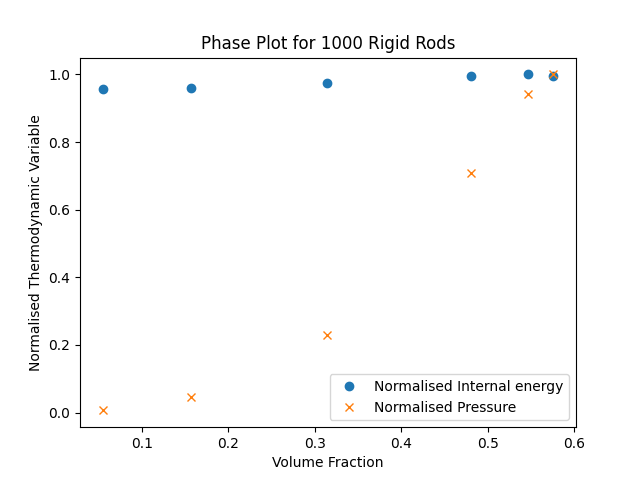 Phase Plot for 1000 Rigid Rods
Normalised Thermodynamic Variable
1.0
0.8
0.6
0.4
0.2
0.0
Normalised Internal energy
Normalised Pressure
0.1 0.2 0.3 0.4 0.5 0.6
Volume Fraction